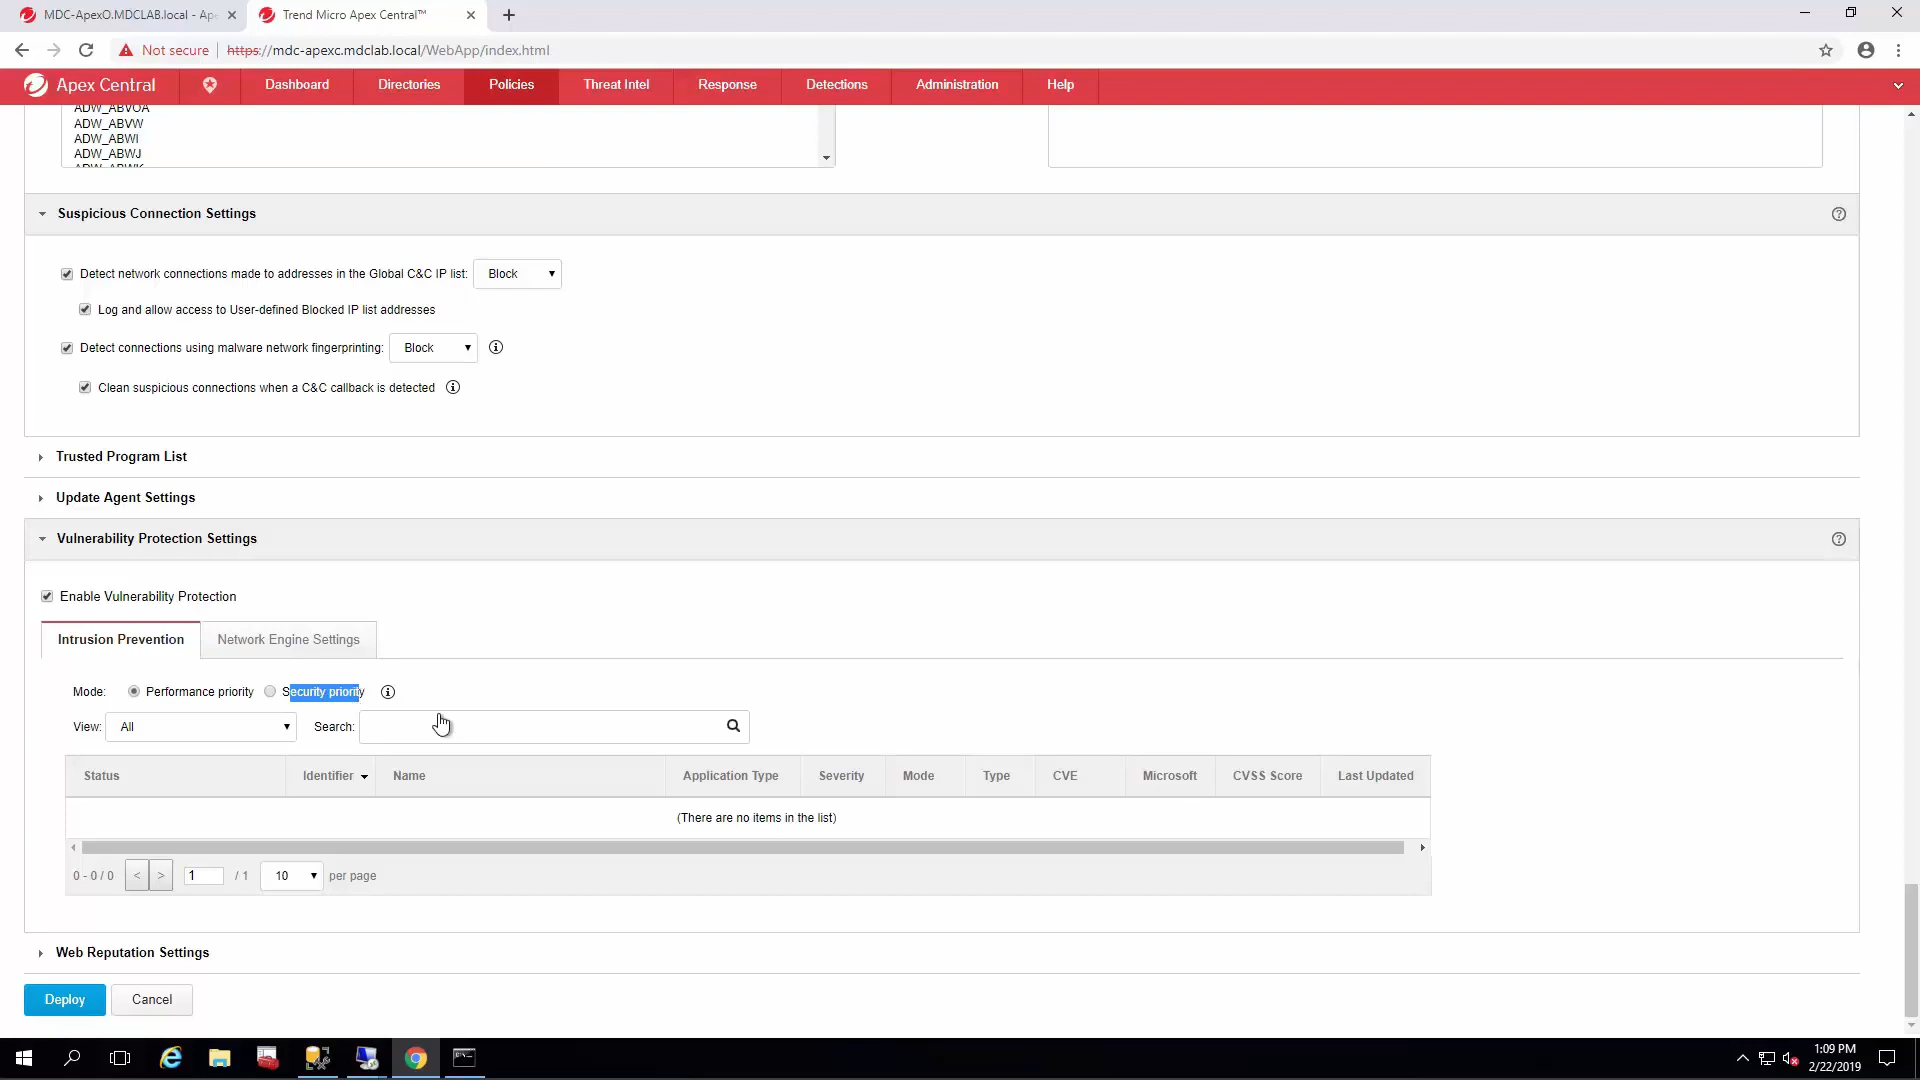 MDC-ApexO.MDCLAB.local - Ape
Trend Micro Apex Central™
Not secure
https://mdc-apexc.mdclab.local/WebApp/index.html
Apex Central
Dashboard
Directories
Policies
Threat Intel
Response
Detections
Administration
Help
ADW_ABVOA
ADW_ABVW
ADW_ABWI
ADW_ABWJ
ADW_ABWK
Suspicious Connection Settings
Detect network connections made to addresses in the Global C&C IP list: Block
Log and allow access to User-defined Blocked IP list addresses
Detect connections using malware network fingerprinting: Block
Clean suspicious connections when a C&C callback is detected
Trusted Program List
Update Agent Settings
Vulnerability Protection Settings
Enable Vulnerability Protection
Intrusion Prevention
Network Engine Settings
Mode: Performance priority Security priority
View: All Search:
Status Identifier Name Application Type Severity Mode Type CVE Microsoft CVSS Score Last Updated
(There are no items in the list)
0 - 0 / 0 < > 1 / 1 10 per page
Web Reputation Settings
Deploy
Cancel
1:09 PM
2/22/2019